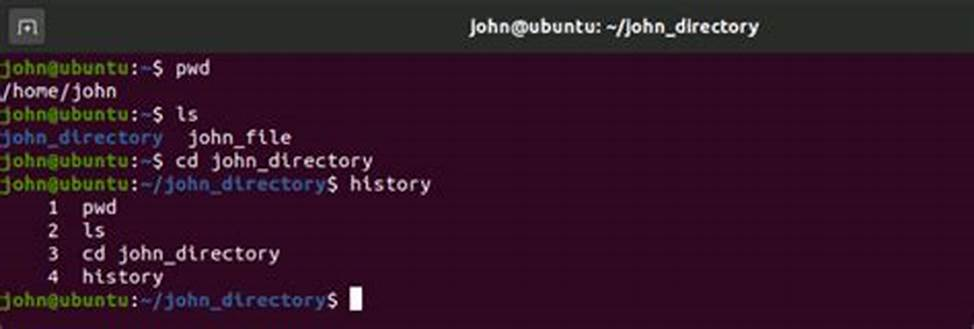 john@ubuntu: ~/john_directory
john@ubuntu:~$ pwd
/home/john
john@ubuntu:~$ ls
john_directory  john_file
john@ubuntu:~$ cd john_directory
john@ubuntu:~/john_directory$ history
    1  pwd
    2  ls
    3  cd john_directory
    4  history
john@ubuntu:~/john_directory$